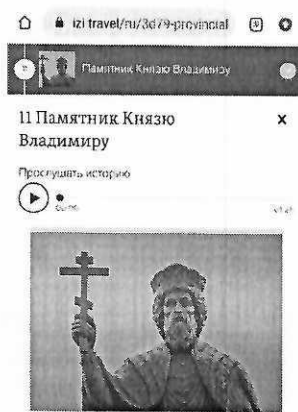 izi.travel/ru/3d79-provincial
Памятник Князю Владимиру
11 Памятник Князю
Владимиру
x
Прослушать историю